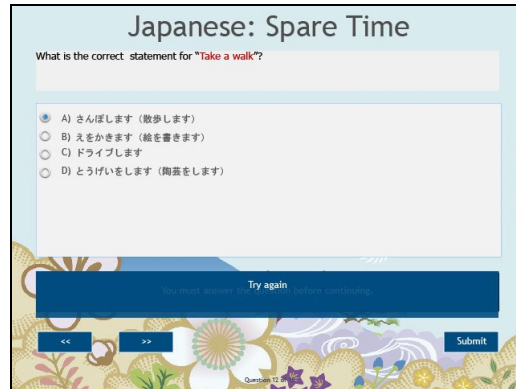 Japanese: Spare Time
What is the correct statement for "Take a walk"?
A) さんぽします（散歩します）
B) えをかきます（絵を書きます）
C) ドライブします
D) とうげいをします（陶芸をします）
Try again
You must answer the question before continuing.
<< >> Submit
Question 12 of